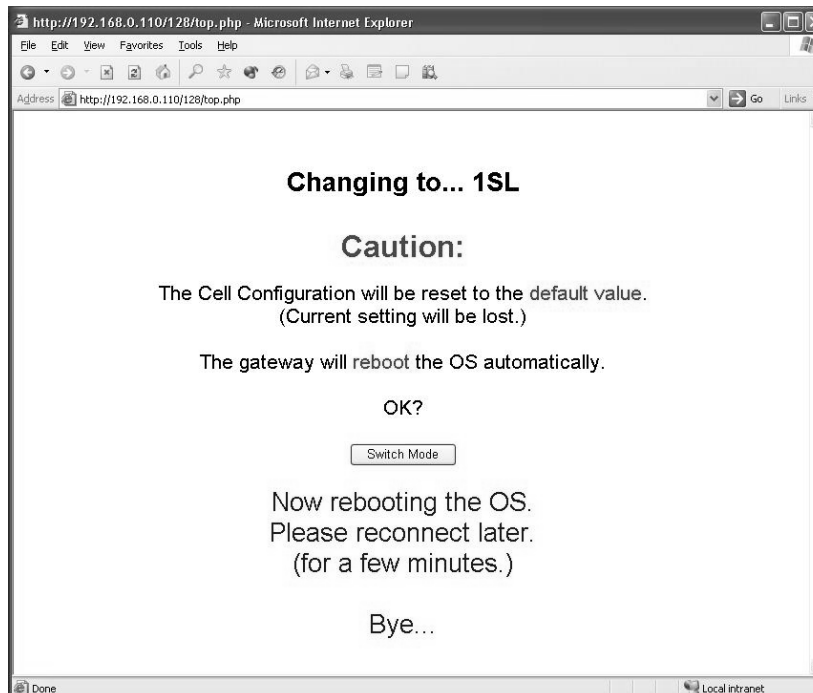 http://192.168.0.110/128/top.php - Microsoft Internet Explorer
File Edit View Favorites Tools Help
Address http://192.168.0.110/128/top.php Go Links
Changing to... 1SL
Caution:
The Cell Configuration will be reset to the default value.
(Current setting will be lost.)
The gateway will reboot the OS automatically.
OK?
Switch Mode
Now rebooting the OS.
Please reconnect later.
(for a few minutes.)
Bye...
Done Local intranet